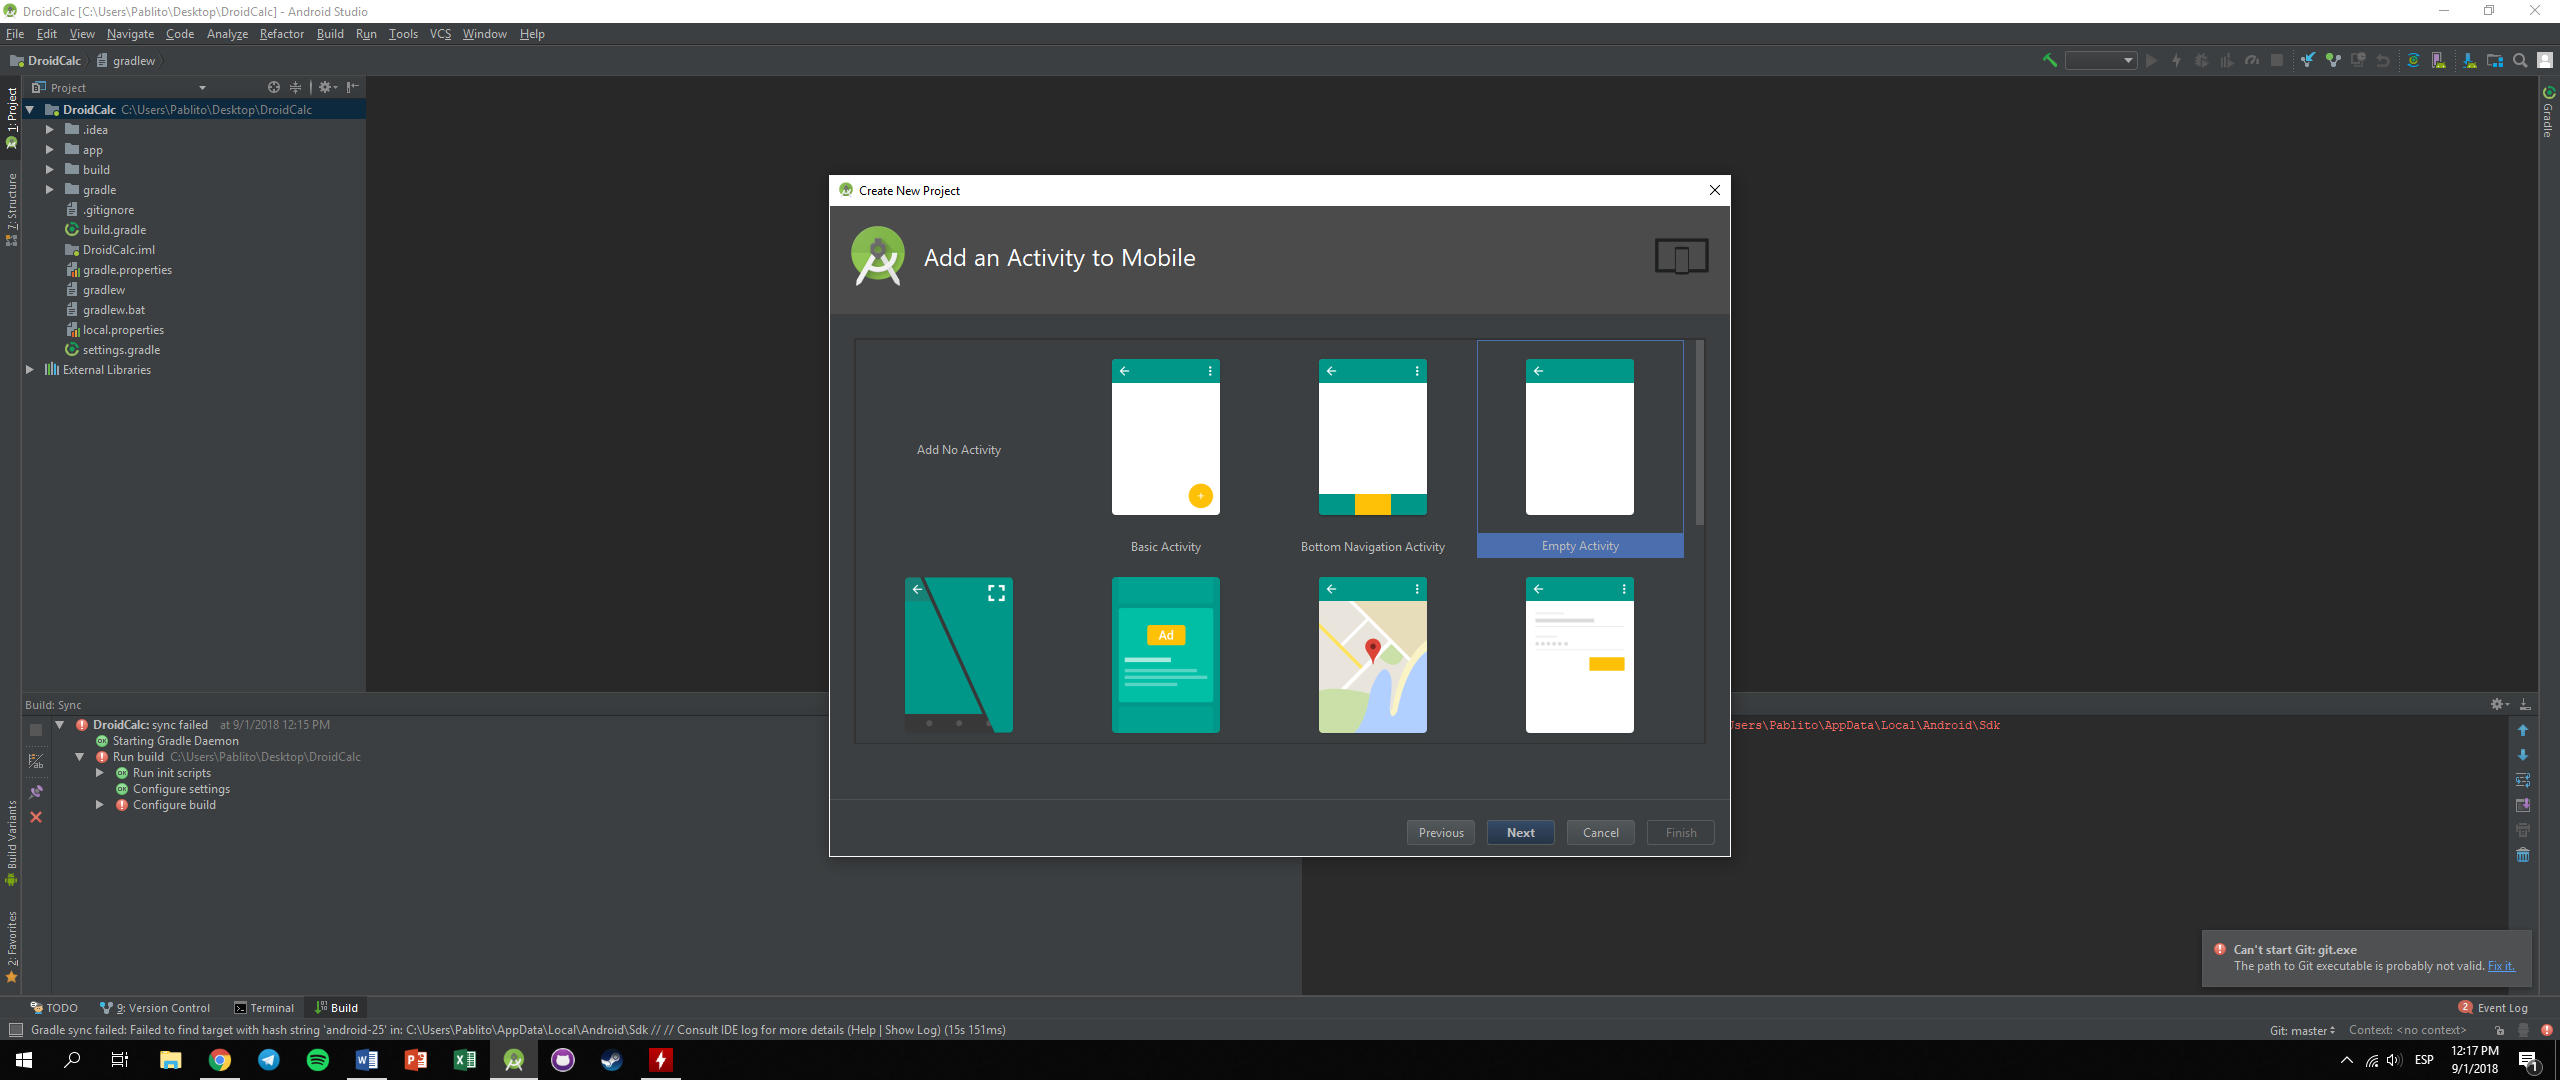 DroidCalc [C:\Users\Pablito\Desktop\DroidCalc] - Android Studio
File Edit View Navigate Code Analyze Refactor Build Run Tools VCS Window Help
DroidCalc gradlew
1: Project
7: Structure
Build Variants
2: Favorites
Project
DroidCalc C:\Users\Pablito\Desktop\DroidCalc
.idea
app
build
gradle
.gitignore
build.gradle
DroidCalc.iml
gradle.properties
gradlew
gradlew.bat
local.properties
settings.gradle
External Libraries
Gradle
Create New Project
Add an Activity to Mobile
Add No Activity
Basic Activity
Bottom Navigation Activity
Empty Activity
Ad
Previous Next Cancel Finish
Build: Sync
DroidCalc: sync failed at 9/1/2018 12:15 PM
Starting Gradle Daemon
Run build C:\Users\Pablito\Desktop\DroidCalc
Run init scripts
Configure settings
Configure build
Users\Pablito\AppData\Local\Android\Sdk
Can't start Git: git.exe
The path to Git executable is probably not valid. Fix it.
TODO 9: Version Control Terminal Build
2 Event Log
Gradle sync failed: Failed to find target with hash string 'android-25' in: C:\Users\Pablito\AppData\Local\Android\Sdk // // Consult IDE log for more details (Help | Show Log) (15s 151ms)
Git: master Context: <no context>
ESP
12:17 PM
9/1/2018
1